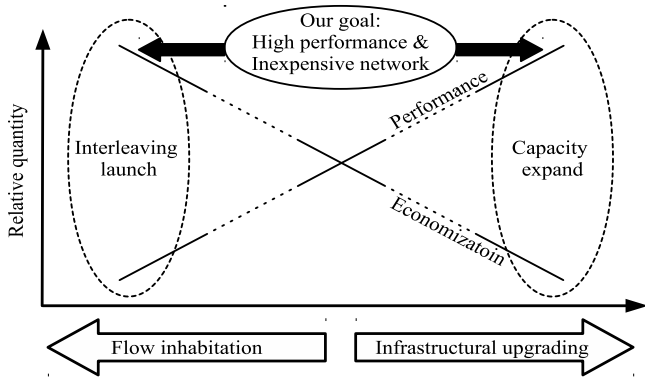 Our goal:
High performance &
Inexpensive network
Relative quantity
Interleaving
launch
Performance
Economizatoin
Capacity
expand
Flow inhabitation
Infrastructural upgrading